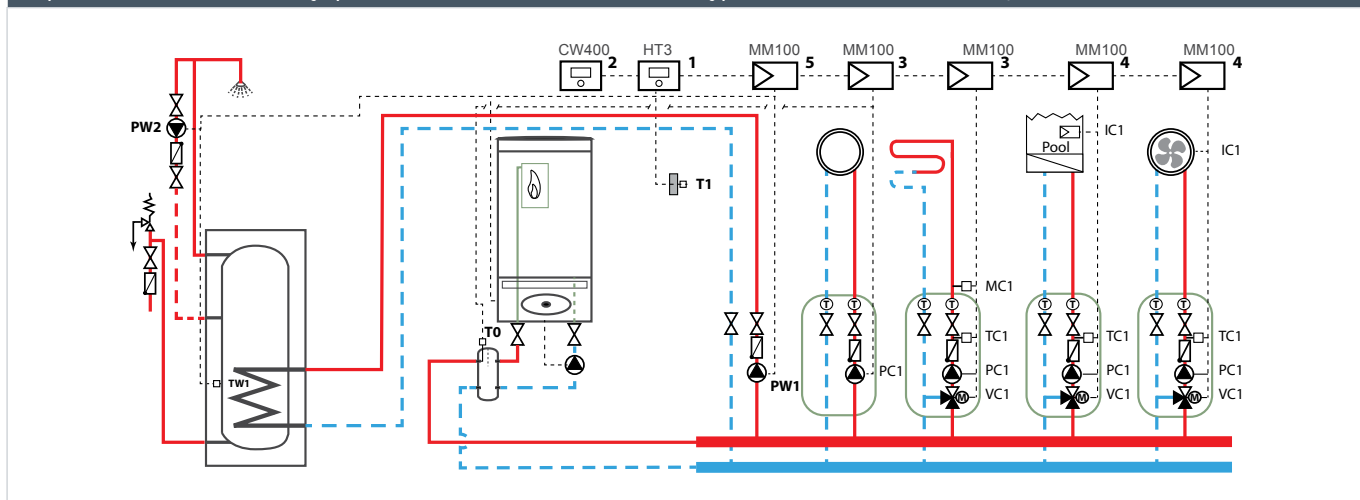 CW400 HT3 MM100 MM100 MM100 MM100 MM100
2 1 5 3 3 4 4
PW2
IC1
Pool
IC1
T1
MC1
T0
TC1 TC1 TC1
PC1 PC1 PC1 PC1
TW1
PW1
VC1 VC1 VC1
T T T T T T T T
M M M